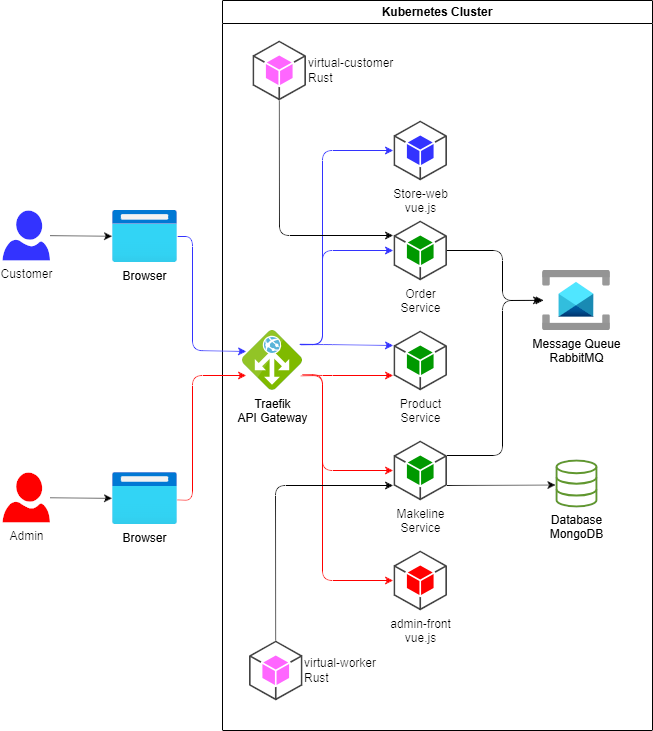 Kubernetes Cluster
virtual-customer
Rust
Store-web
vue.js
Customer
Browser
Order
Service
Message Queue
RabbitMQ
Traefik
API Gateway
Product
Service
Admin
Browser
Makeline
Service
Database
MongoDB
admin-front
vue.js
virtual-worker
Rust